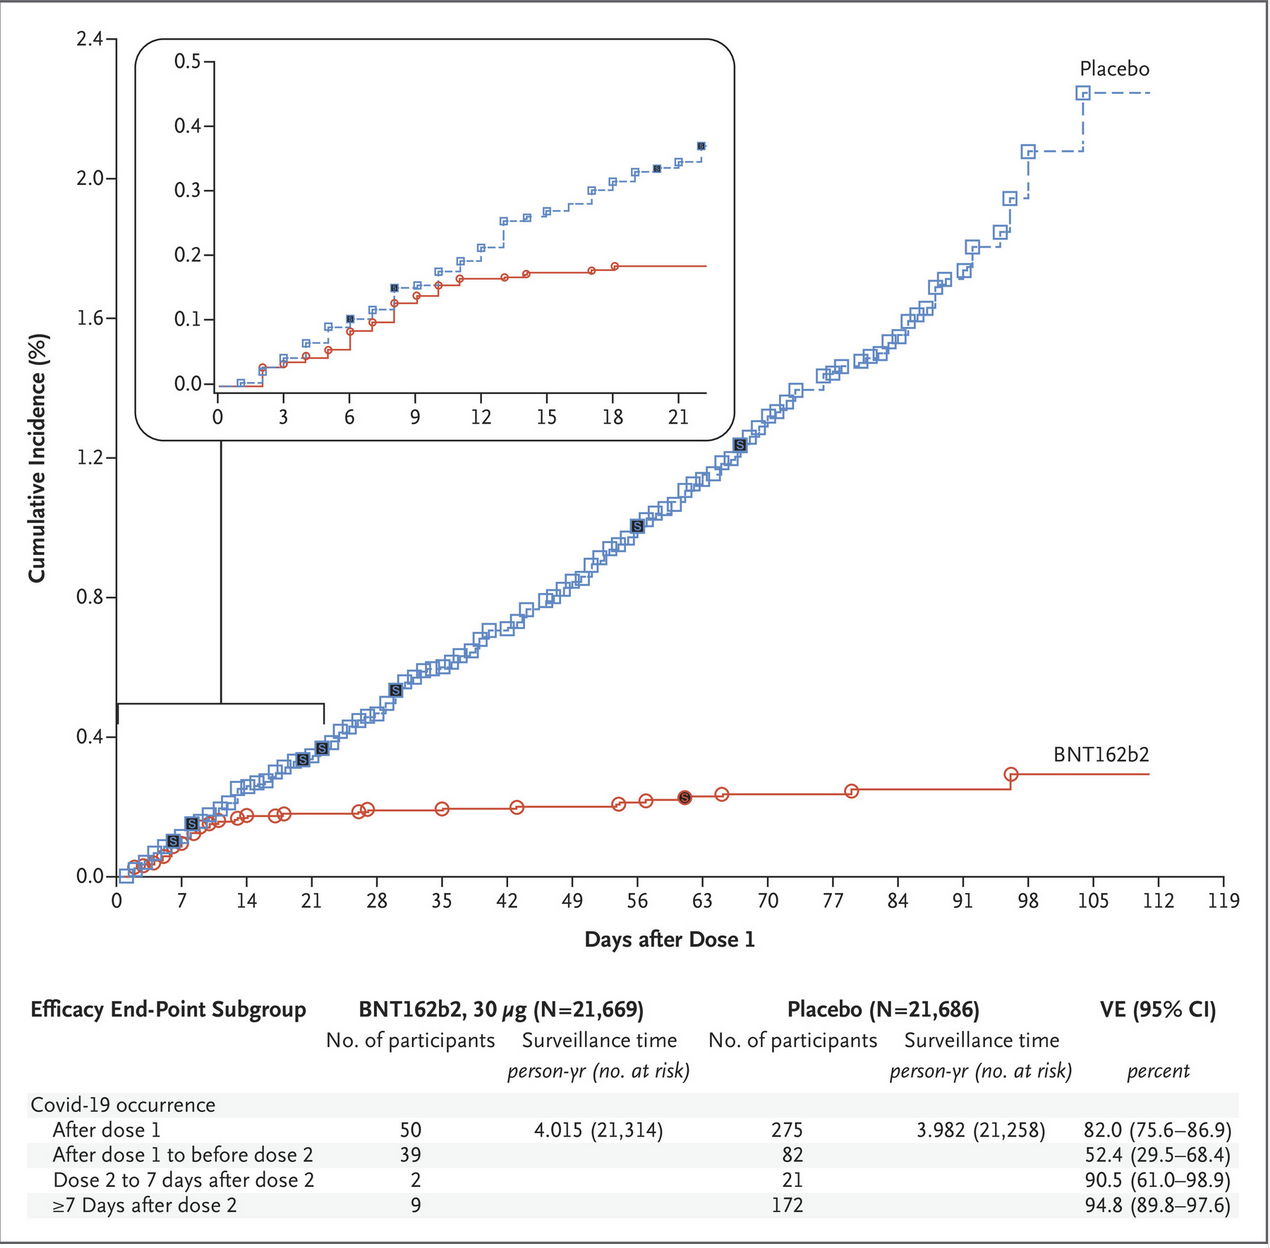 2.4
2.0
1.6
1.2
0.8
0.4
0.0
Cumulative Incidence (%)
0.5
0.4
0.3
0.2
0.1
0.0
0 3 6 9 12 15 18 21
Placebo
BNT162b2
S S S S S S S S
0 7 14 21 28 35 42 49 56 63 70 77 84 91 98 105 112 119
Days after Dose 1
Efficacy End-Point Subgroup BNT162b2, 30 µg (N=21,669) Placebo (N=21,686) VE (95% CI)
No. of participants Surveillance time No. of participants Surveillance time
person-yr (no. at risk) person-yr (no. at risk) percent
Covid-19 occurrence
After dose 1 50 4.015 (21,314) 275 3.982 (21,258) 82.0 (75.6–86.9)
After dose 1 to before dose 2 39 82 52.4 (29.5–68.4)
Dose 2 to 7 days after dose 2 2 21 90.5 (61.0–98.9)
≥7 Days after dose 2 9 172 94.8 (89.8–97.6)